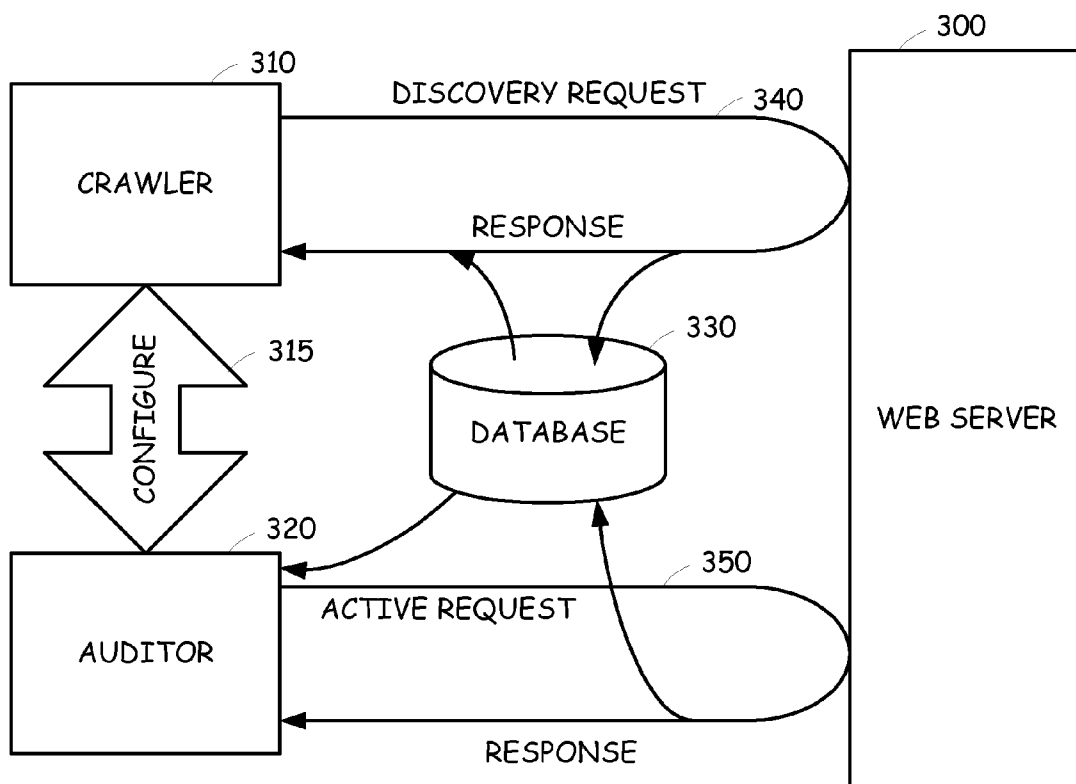 300
310
DISCOVERY REQUEST
340
CRAWLER
RESPONSE
330
315
CONFIGURE
DATABASE
WEB SERVER
320
350
ACTIVE REQUEST
AUDITOR
RESPONSE